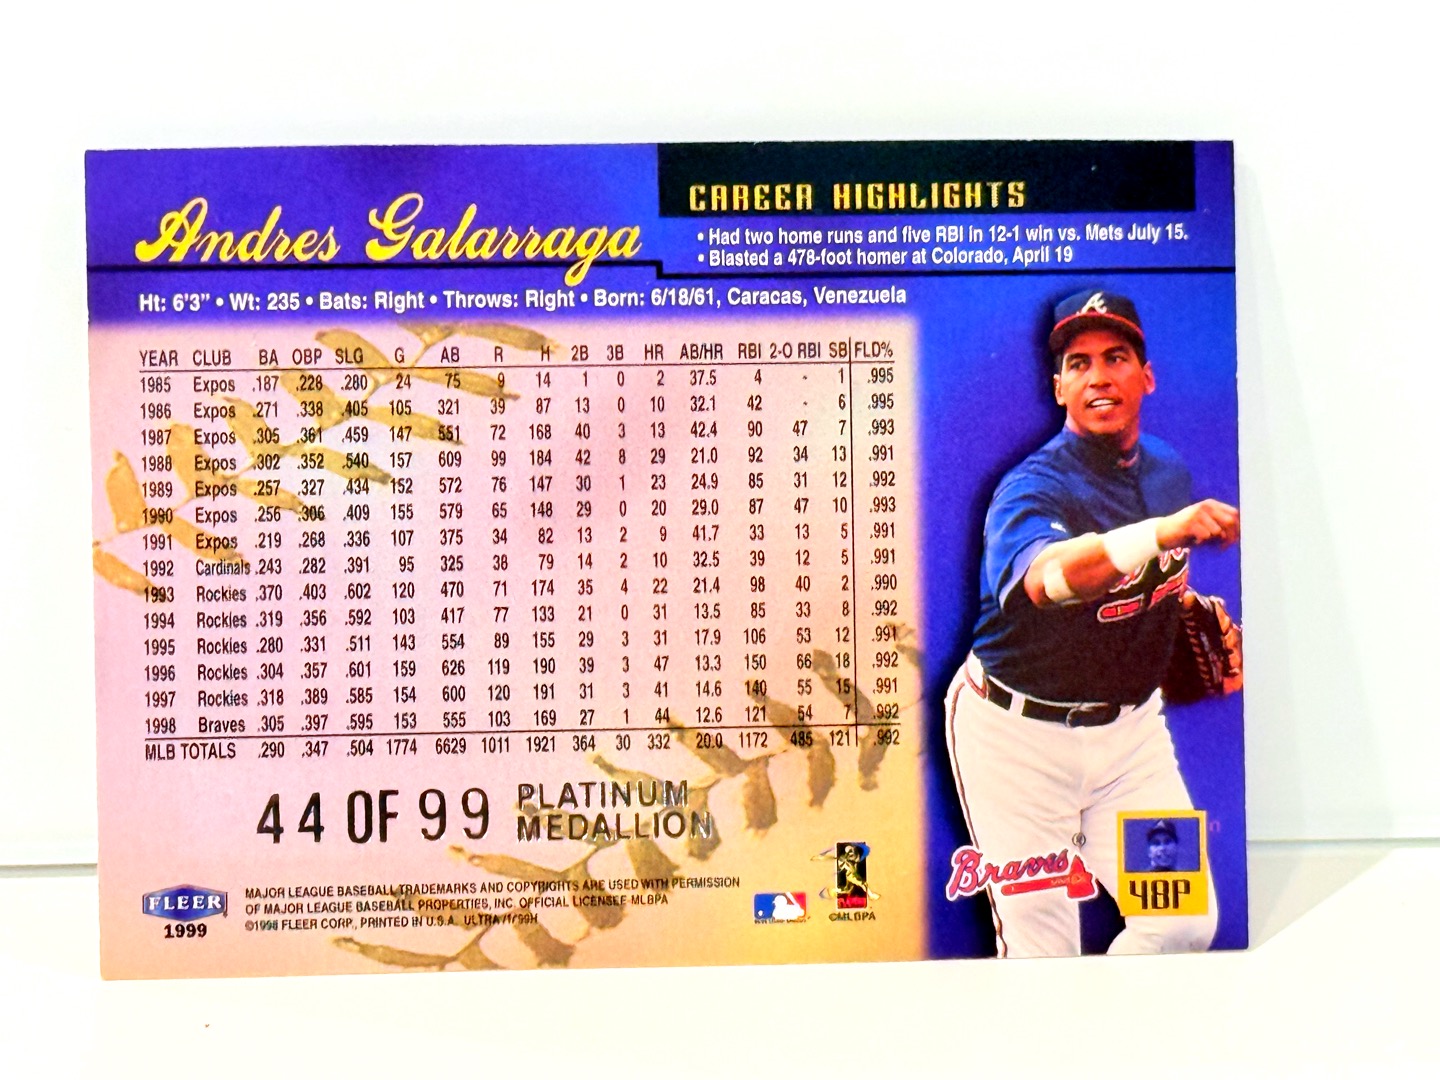 Andres Galarraga
CAREER HIGHLIGHTS
• Had two home runs and five RBI in 12-1 win vs. Mets July 15.
• Blasted a 478-foot homer at Colorado, April 19
Ht: 6'3" • Wt: 235 • Bats: Right • Throws: Right • Born: 6/18/61, Caracas, Venezuela
YEAR CLUB BA OBP SLG G AB R H 2B 3B HR AB/HR RBI 2-O RBI SB FLD%
1985 Expos .187 .228 .280 24 75 9 14 1 0 2 37.5 4 - 1 .995
1986 Expos .271 .338 .405 105 321 39 87 13 0 10 32.1 42 - 6 .995
1987 Expos .305 .361 .459 147 551 72 168 40 3 13 42.4 90 47 7 .993
1988 Expos .302 .352 .540 157 609 99 184 42 8 29 21.0 92 34 13 .991
1989 Expos .257 .327 .434 152 572 76 147 30 1 23 24.9 85 31 12 .992
1990 Expos .256 .306 .409 155 579 65 148 29 0 20 29.0 87 47 10 .993
1991 Expos .219 .268 .336 107 375 34 82 13 2 9 41.7 33 13 5 .991
1992 Cardinals .243 .282 .391 95 325 38 79 14 2 10 32.5 39 12 5 .991
1993 Rockies .370 .403 .602 120 470 71 174 35 4 22 21.4 98 40 2 .990
1994 Rockies .319 .356 .592 103 417 77 133 21 0 31 13.5 85 33 8 .992
1995 Rockies .280 .331 .511 143 554 89 155 29 3 31 17.9 106 53 12 .991
1996 Rockies .304 .357 .601 159 626 119 190 39 3 47 13.3 150 66 18 .992
1997 Rockies .318 .389 .585 154 600 120 191 31 3 41 14.6 140 55 15 .991
1998 Braves .305 .397 .595 153 555 103 169 27 1 44 12.6 121 54 7 .992
MLB TOTALS .290 .347 .504 1774 6629 1011 1921 364 30 332 20.0 1172 485 121 .992
44 OF 99 PLATINUM
MEDALLION
FLEER
1999
MAJOR LEAGUE BASEBALL TRADEMARKS AND COPYRIGHTS ARE USED WITH PERMISSION
OF MAJOR LEAGUE BASEBALL PROPERTIES, INC. OFFICIAL LICENSEE-MLBPA
©1998 FLEER CORP., PRINTED IN U.S.A. ULTRA/1/99H
©MLBPA
A
Braves
48P